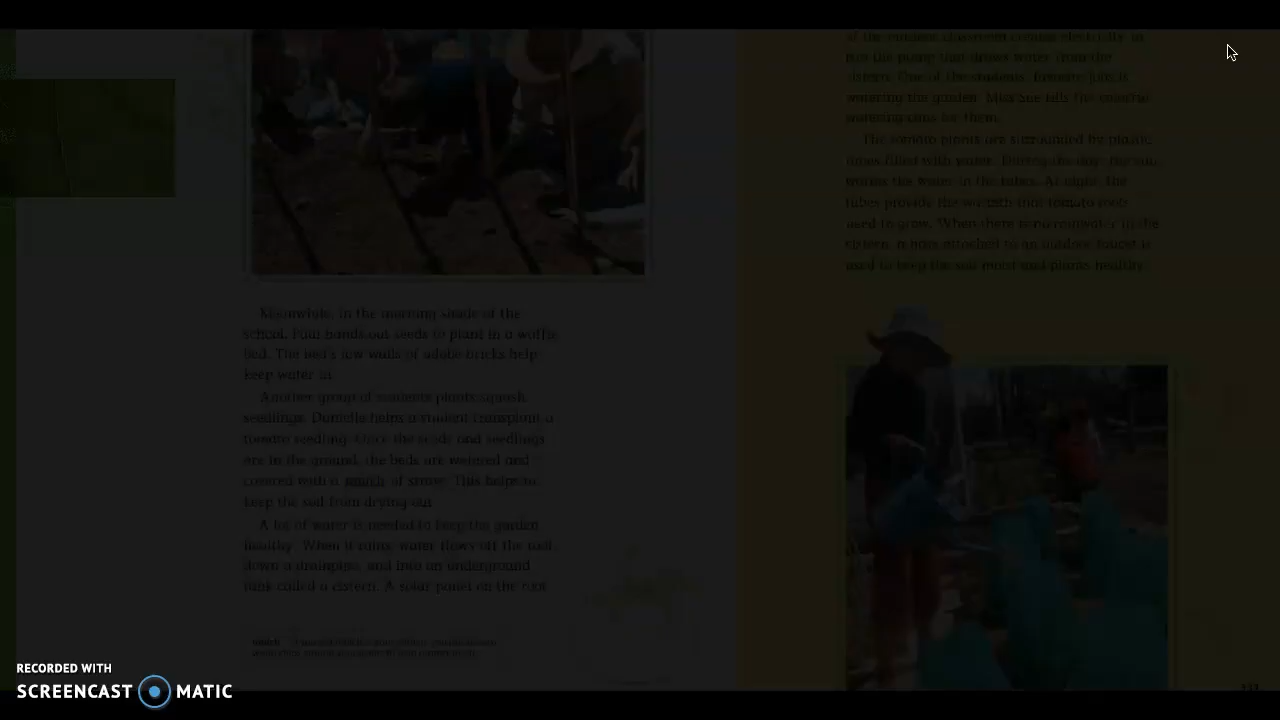 Meanwhile, in the morning shade of the
school, Paul hands out seeds to plant in a waffle
bed. The bed's low walls of adobe bricks help
keep water in.
Another group of students plants squash
seedlings. Danielle helps a student transplant a
tomato seedling. Once the seeds and seedlings
are in the ground, the beds are watered and
covered with a mulch of straw. This helps to
keep the soil from drying out.
A lot of water is needed to keep the garden
healthy. When it rains, water flows off the roof,
down a drainpipe, and into an underground
tank called a cistern. A solar panel on the roof
mulch
of the outdoor classroom creates electricity to
run the pump that draws water from the
cistern. One of the students' favorite jobs is
watering the garden. Miss Sue fills the colorful
watering cans for them.
The tomato plants are surrounded by plastic
tubes filled with water. During the day, the sun
warms the water in the tubes. At night, the
tubes provide the warmth that tomato roots
need to grow. When there is no rainwater in the
cistern, a hose attached to an outdoor faucet is
used to keep the soil moist and plants healthy.
RECORDED WITH
SCREENCAST MATIC